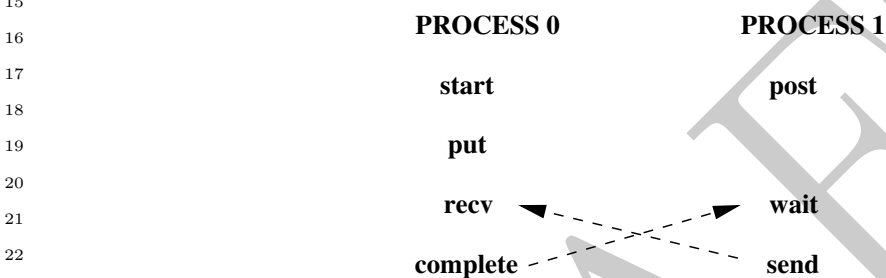 15
16 PROCESS 0 PROCESS 1
17 start post
18
19 put
20
21 recv wait
22 complete send